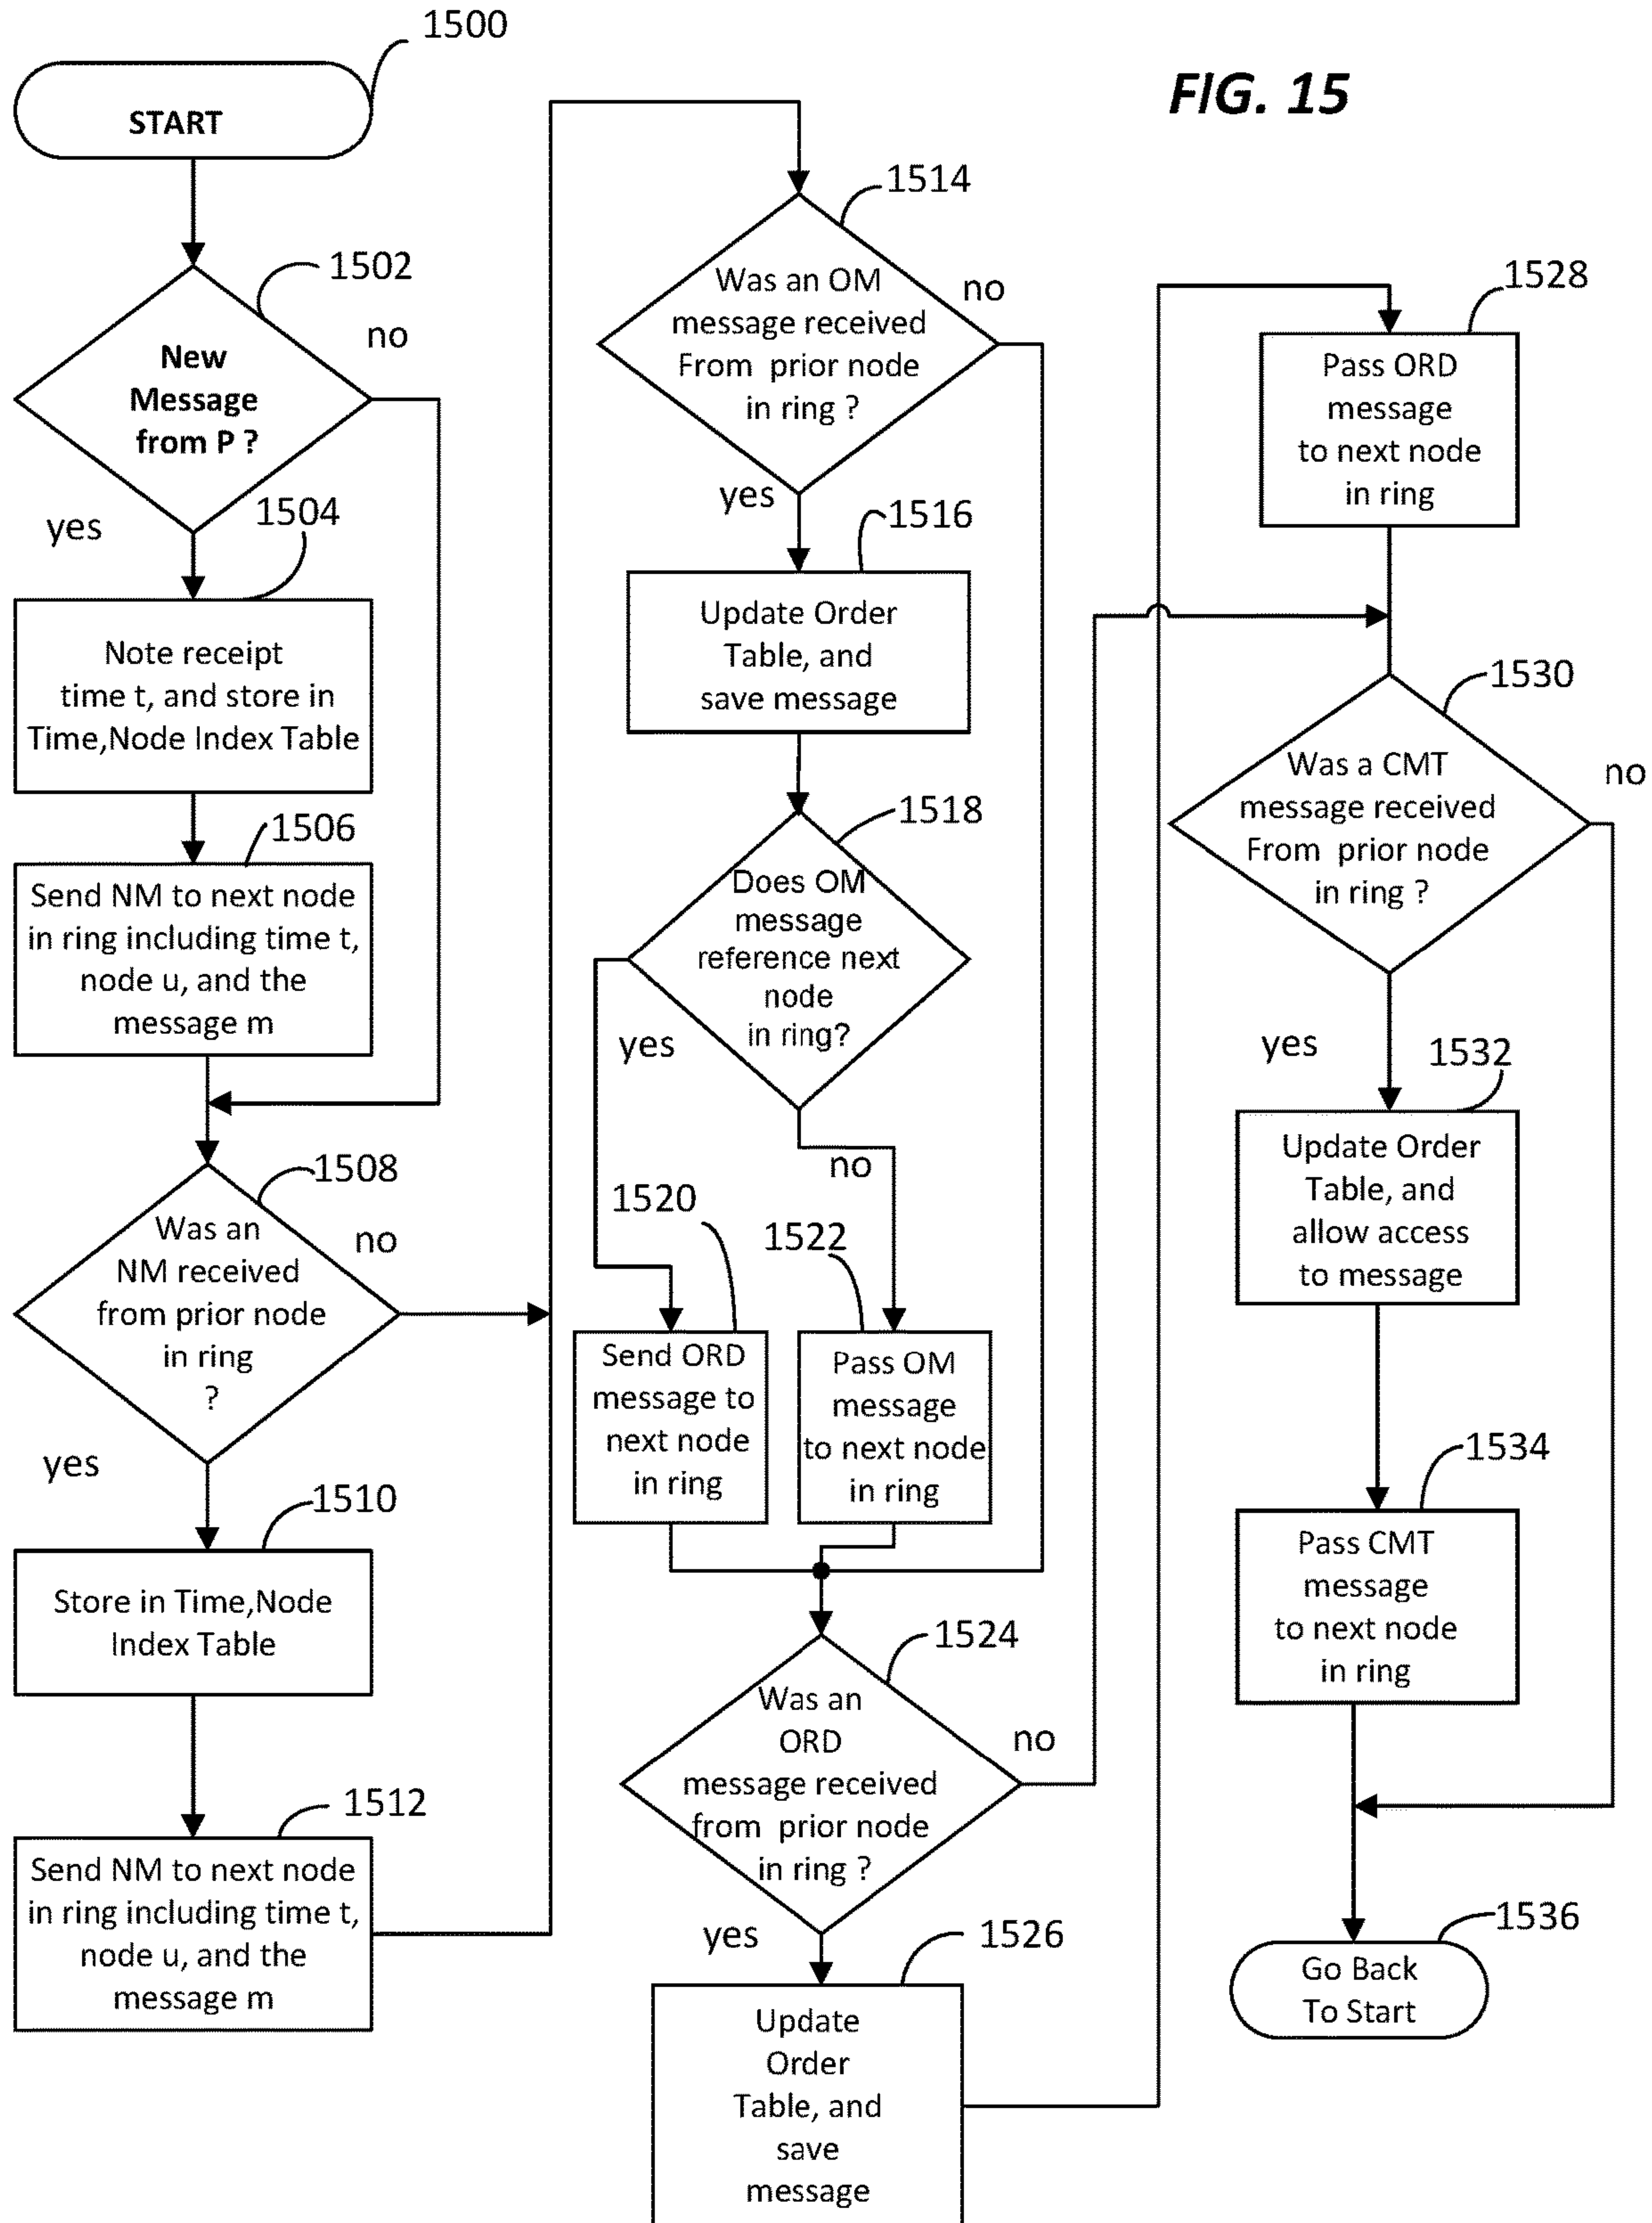 FIG. 15
1500
START
1502
New
Message
from P ?
no
yes
1504
Note receipt
time t, and store in
Time,Node Index Table
1506
Send NM to next node
in ring including time t,
node u, and the
message m
1508
Was an
NM received
from prior node
in ring
?
no
yes
1510
Store in Time,Node
Index Table
1512
Send NM to next node
in ring including time t,
node u, and the
message m
1514
Was an OM
message received
From prior node
in ring ?
no
yes
1516
Update Order
Table, and
save message
1518
Does OM
message
reference next
node
in ring?
yes
no
1520
Send ORD
message to
next node
in ring
1522
Pass OM
message
to next node
in ring
1524
Was an
ORD
message received
from prior node
in ring ?
no
yes
1526
Update
Order
Table, and
save
message
1528
Pass ORD
message
to next node
in ring
1530
Was a CMT
message received
From prior node
in ring ?
no
yes
1532
Update Order
Table, and
allow access
to message
1534
Pass CMT
message
to next node
in ring
1536
Go Back
To Start